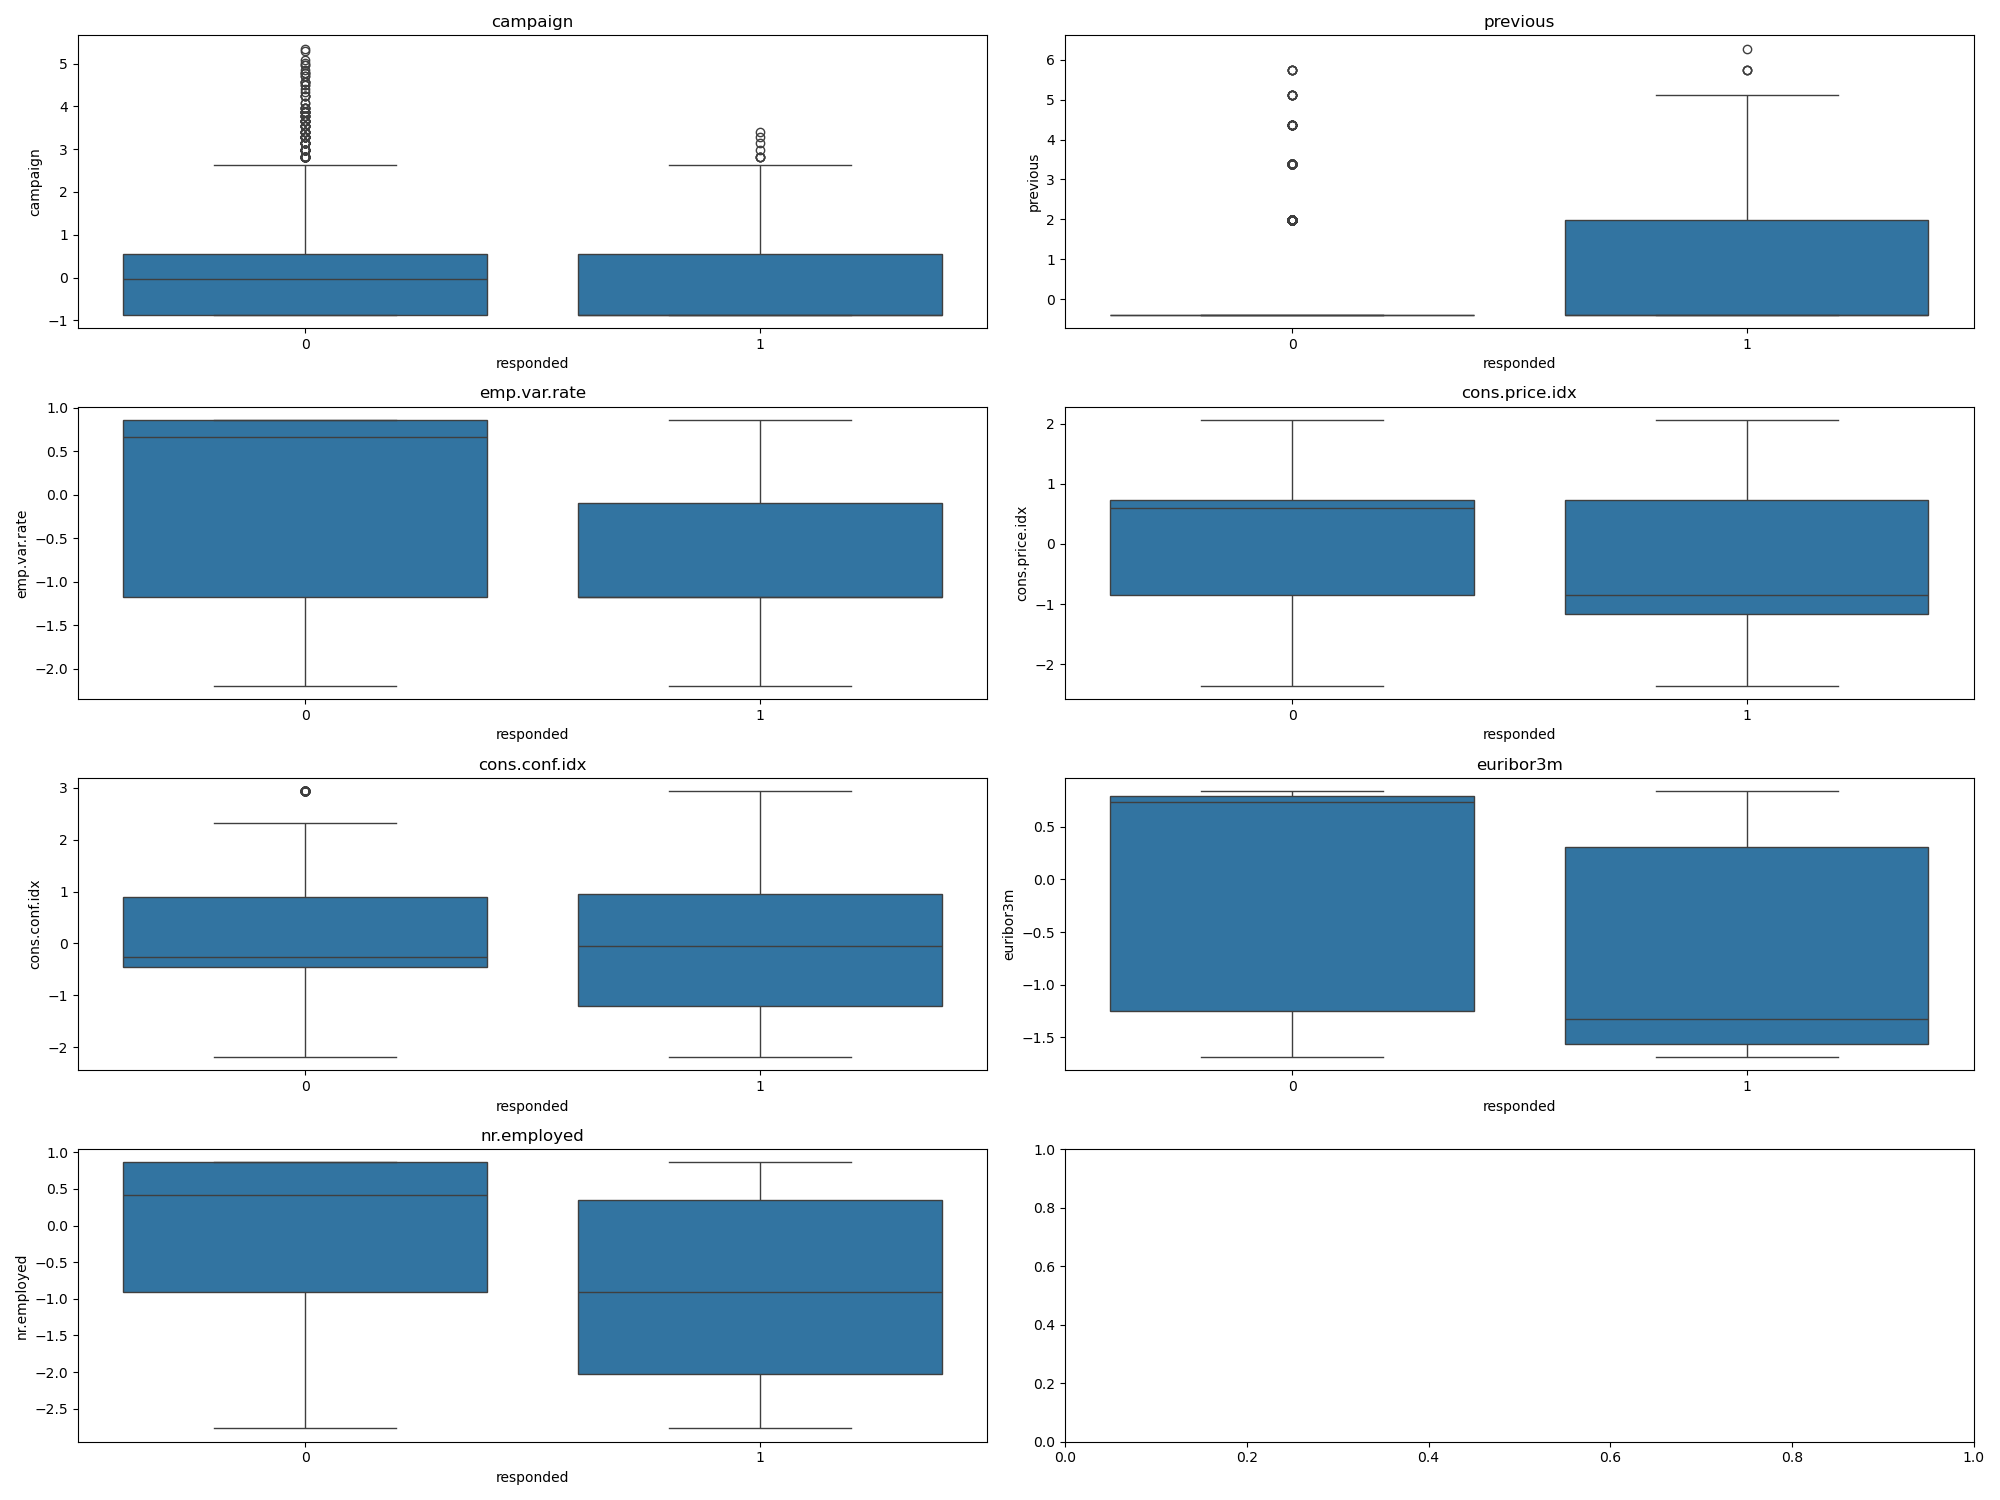 campaign
5
4
3
2
1
0
−1
campaign
0 1
responded
previous
6
5
4
3
2
1
0
previous
0 1
responded
emp.var.rate
1.0
0.5
0.0
−0.5
−1.0
−1.5
−2.0
emp.var.rate
0 1
responded
cons.price.idx
2
1
0
−1
−2
cons.price.idx
0 1
responded
cons.conf.idx
3
2
1
0
−1
−2
cons.conf.idx
0 1
responded
euribor3m
0.5
0.0
−0.5
−1.0
−1.5
euribor3m
0 1
responded
nr.employed
1.0
0.5
0.0
−0.5
−1.0
−1.5
−2.0
−2.5
nr.employed
0 1
responded
1.0
0.8
0.6
0.4
0.2
0.0
0.0 0.2 0.4 0.6 0.8 1.0